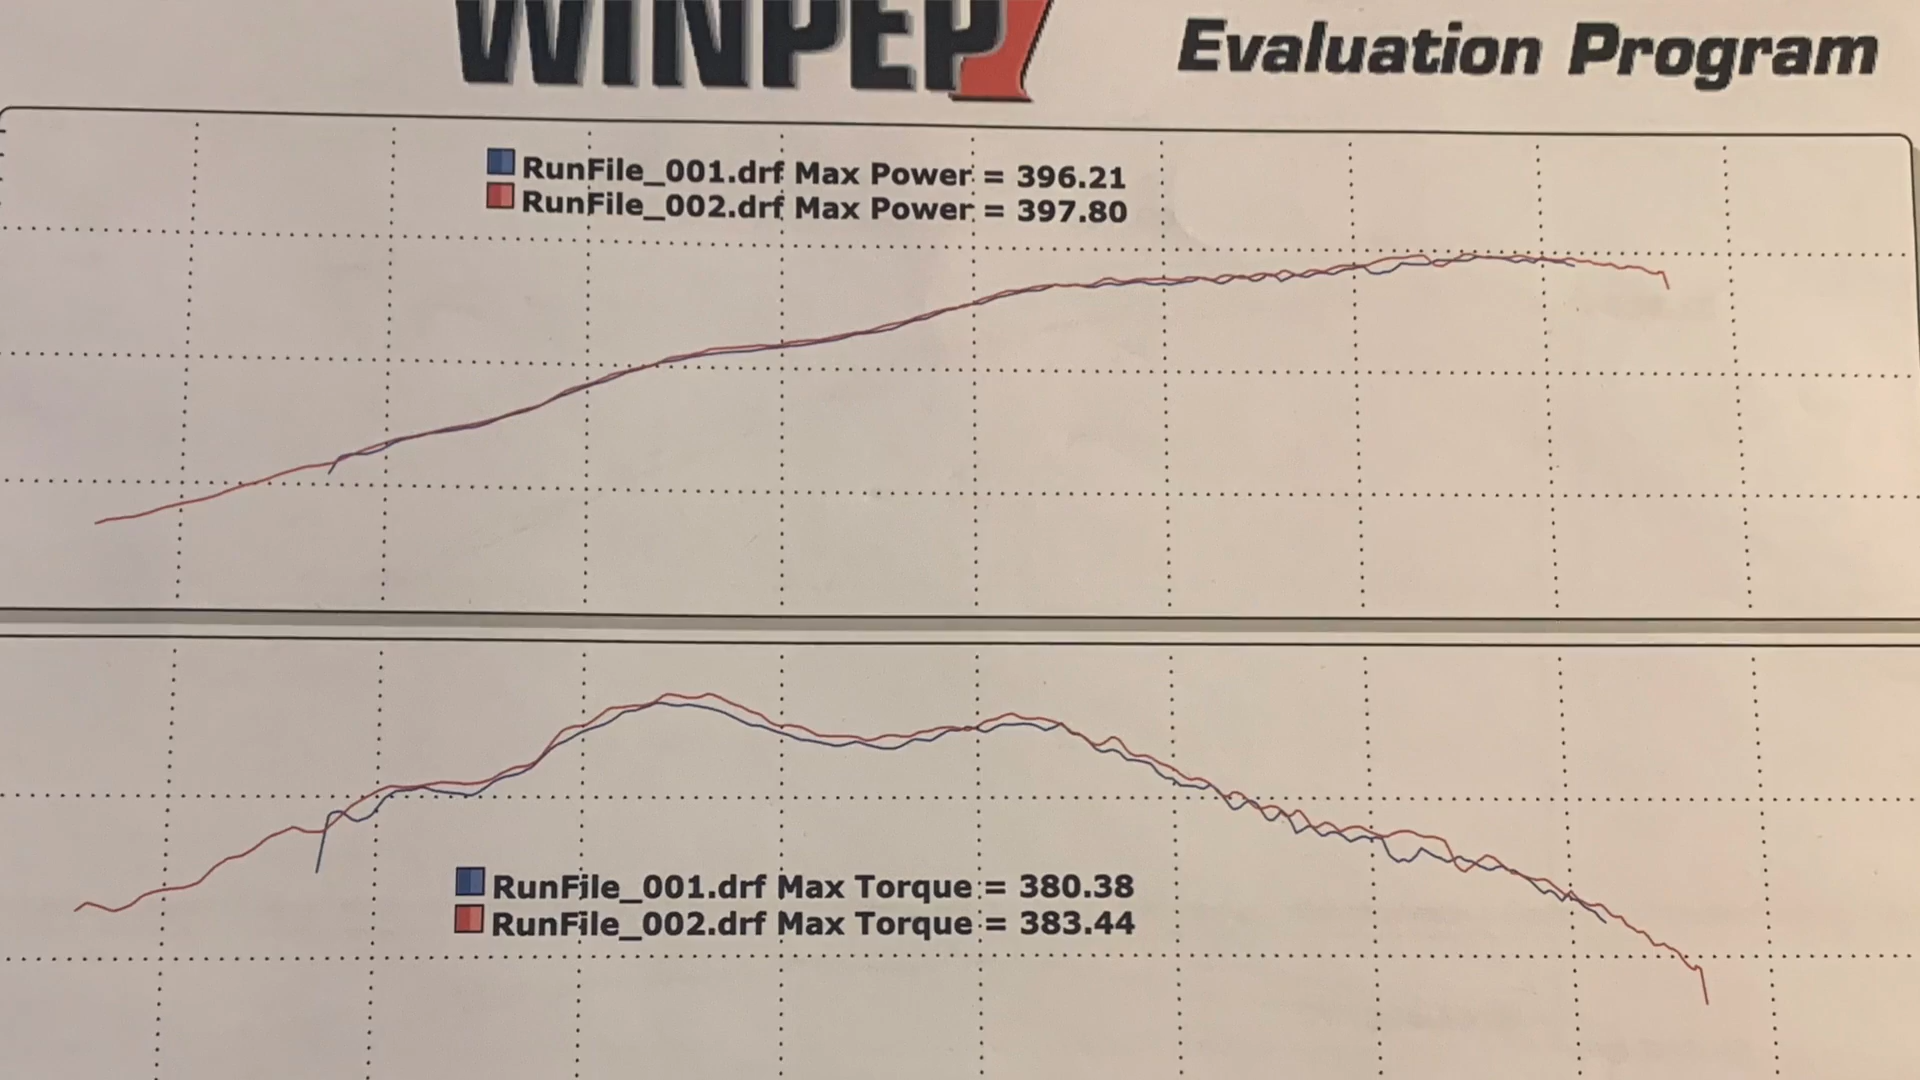 WINPEP7
Evaluation Program
RunFile_001.drf Max Power = 396.21
RunFile_002.drf Max Power = 397.80
RunFile_001.drf Max Torque = 380.38
RunFile_002.drf Max Torque = 383.44